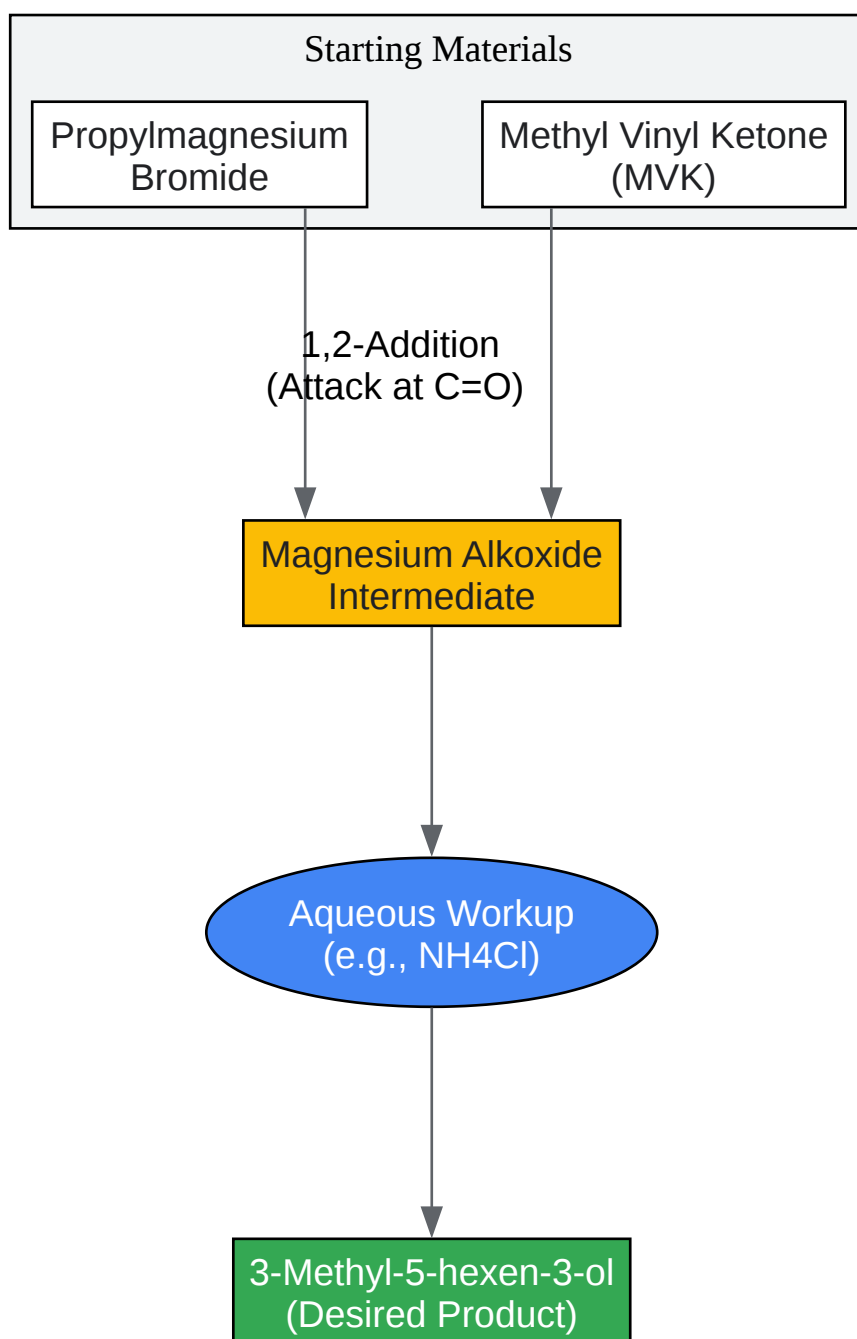 Starting Materials
Propylmagnesium
Bromide
Methyl Vinyl Ketone
(MVK)
1,2-Addition
(Attack at C=O)
Magnesium Alkoxide
Intermediate
Aqueous Workup
(e.g., NH4Cl)
3-Methyl-5-hexen-3-ol
(Desired Product)